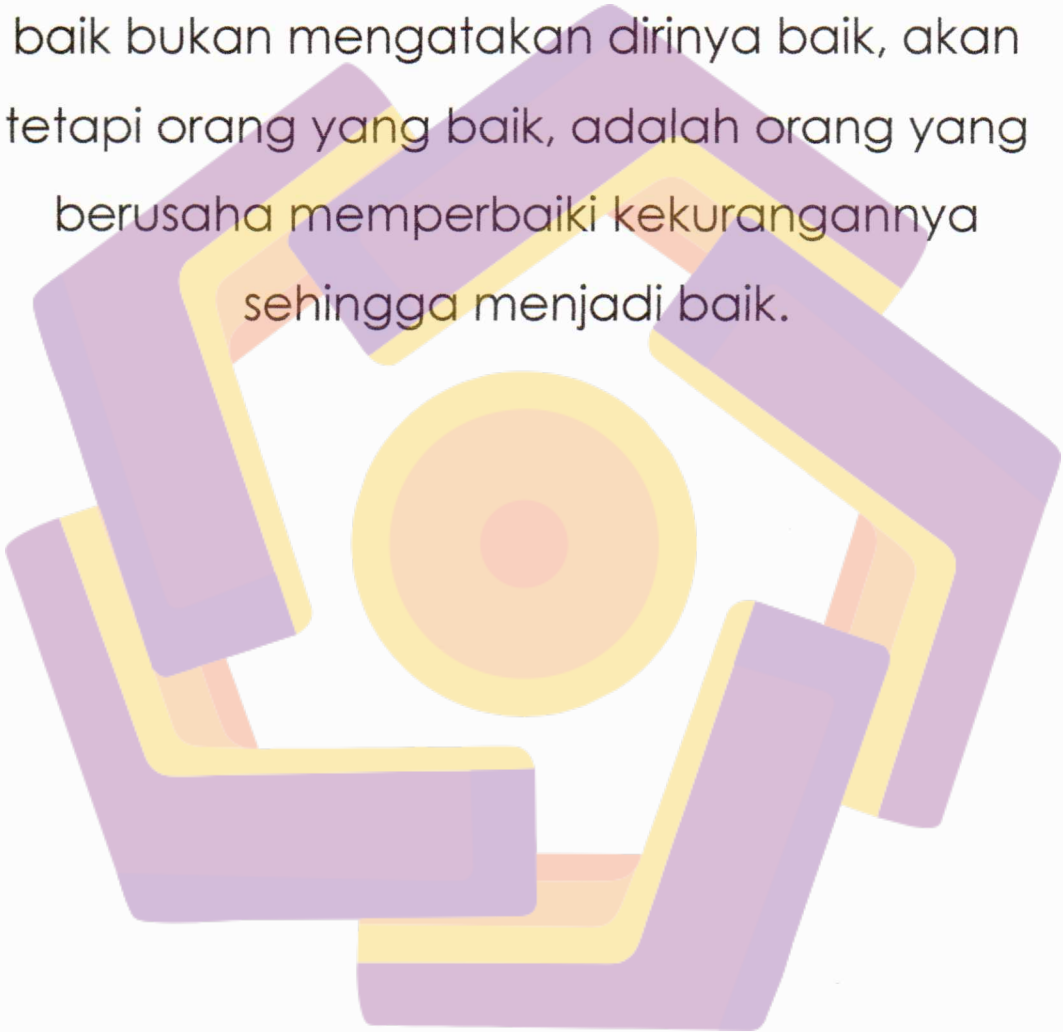 baik bukan mengatakan dirinya baik, akan
tetapi orang yang baik, adalah orang yang
berusaha memperbaiki kekurangannya
sehingga menjadi baik.